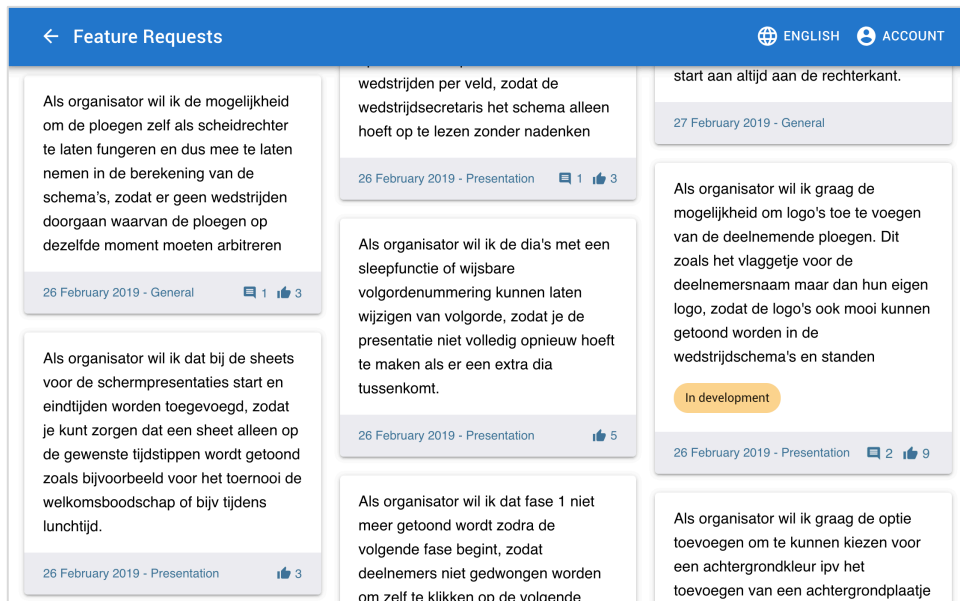 Feature Requests
ENGLISH
ACCOUNT
Als organisator wil ik de mogelijkheid
om de ploegen zelf als scheidrechter
te laten fungeren en dus mee te laten
nemen in de berekening van de
schema's, zodat er geen wedstrijden
doorgaan waarvan de ploegen op
dezelfde moment moeten arbitreren
26 February 2019 - General
1
3
Als organisator wil ik dat bij de sheets
voor de schermpresentaties start en
eindtijden worden toegevoegd, zodat
je kunt zorgen dat een sheet alleen op
de gewenste tijdstippen wordt getoond
zoals bijvoorbeeld voor het toernooi de
welkomsboodschap of bijv tijdens
lunchtijd.
26 February 2019 - Presentation
3
wedstrijden per veld, zodat de
wedstrijdsecretaris het schema alleen
hoeft op te lezen zonder nadenken
26 February 2019 - Presentation
1
3
Als organisator wil ik de dia's met een
sleepfunctie of wijsbare
volgordenummering kunnen laten
wijzigen van volgorde, zodat je de
presentatie niet volledig opnieuw hoeft
te maken als er een extra dia
tussenkomt.
26 February 2019 - Presentation
5
Als organisator wil ik dat fase 1 niet
meer getoond wordt zodra de
volgende fase begint, zodat
deelnemers niet gedwongen worden
om zelf te klikken op de volgende
start aan altijd aan de rechterkant.
27 February 2019 - General
Als organisator wil ik graag de
mogelijkheid om logo's toe te voegen
van de deelnemende ploegen. Dit
zoals het vlaggetje voor de
deelnemersnaam maar dan hun eigen
logo, zodat de logo's ook mooi kunnen
getoond worden in de
wedstrijdschema's en standen
In development
26 February 2019 - Presentation
2
9
Als organisator wil ik graag de optie
toevoegen om te kunnen kiezen voor
een achtergrondkleur ipv het
toevoegen van een achtergrondplaatje